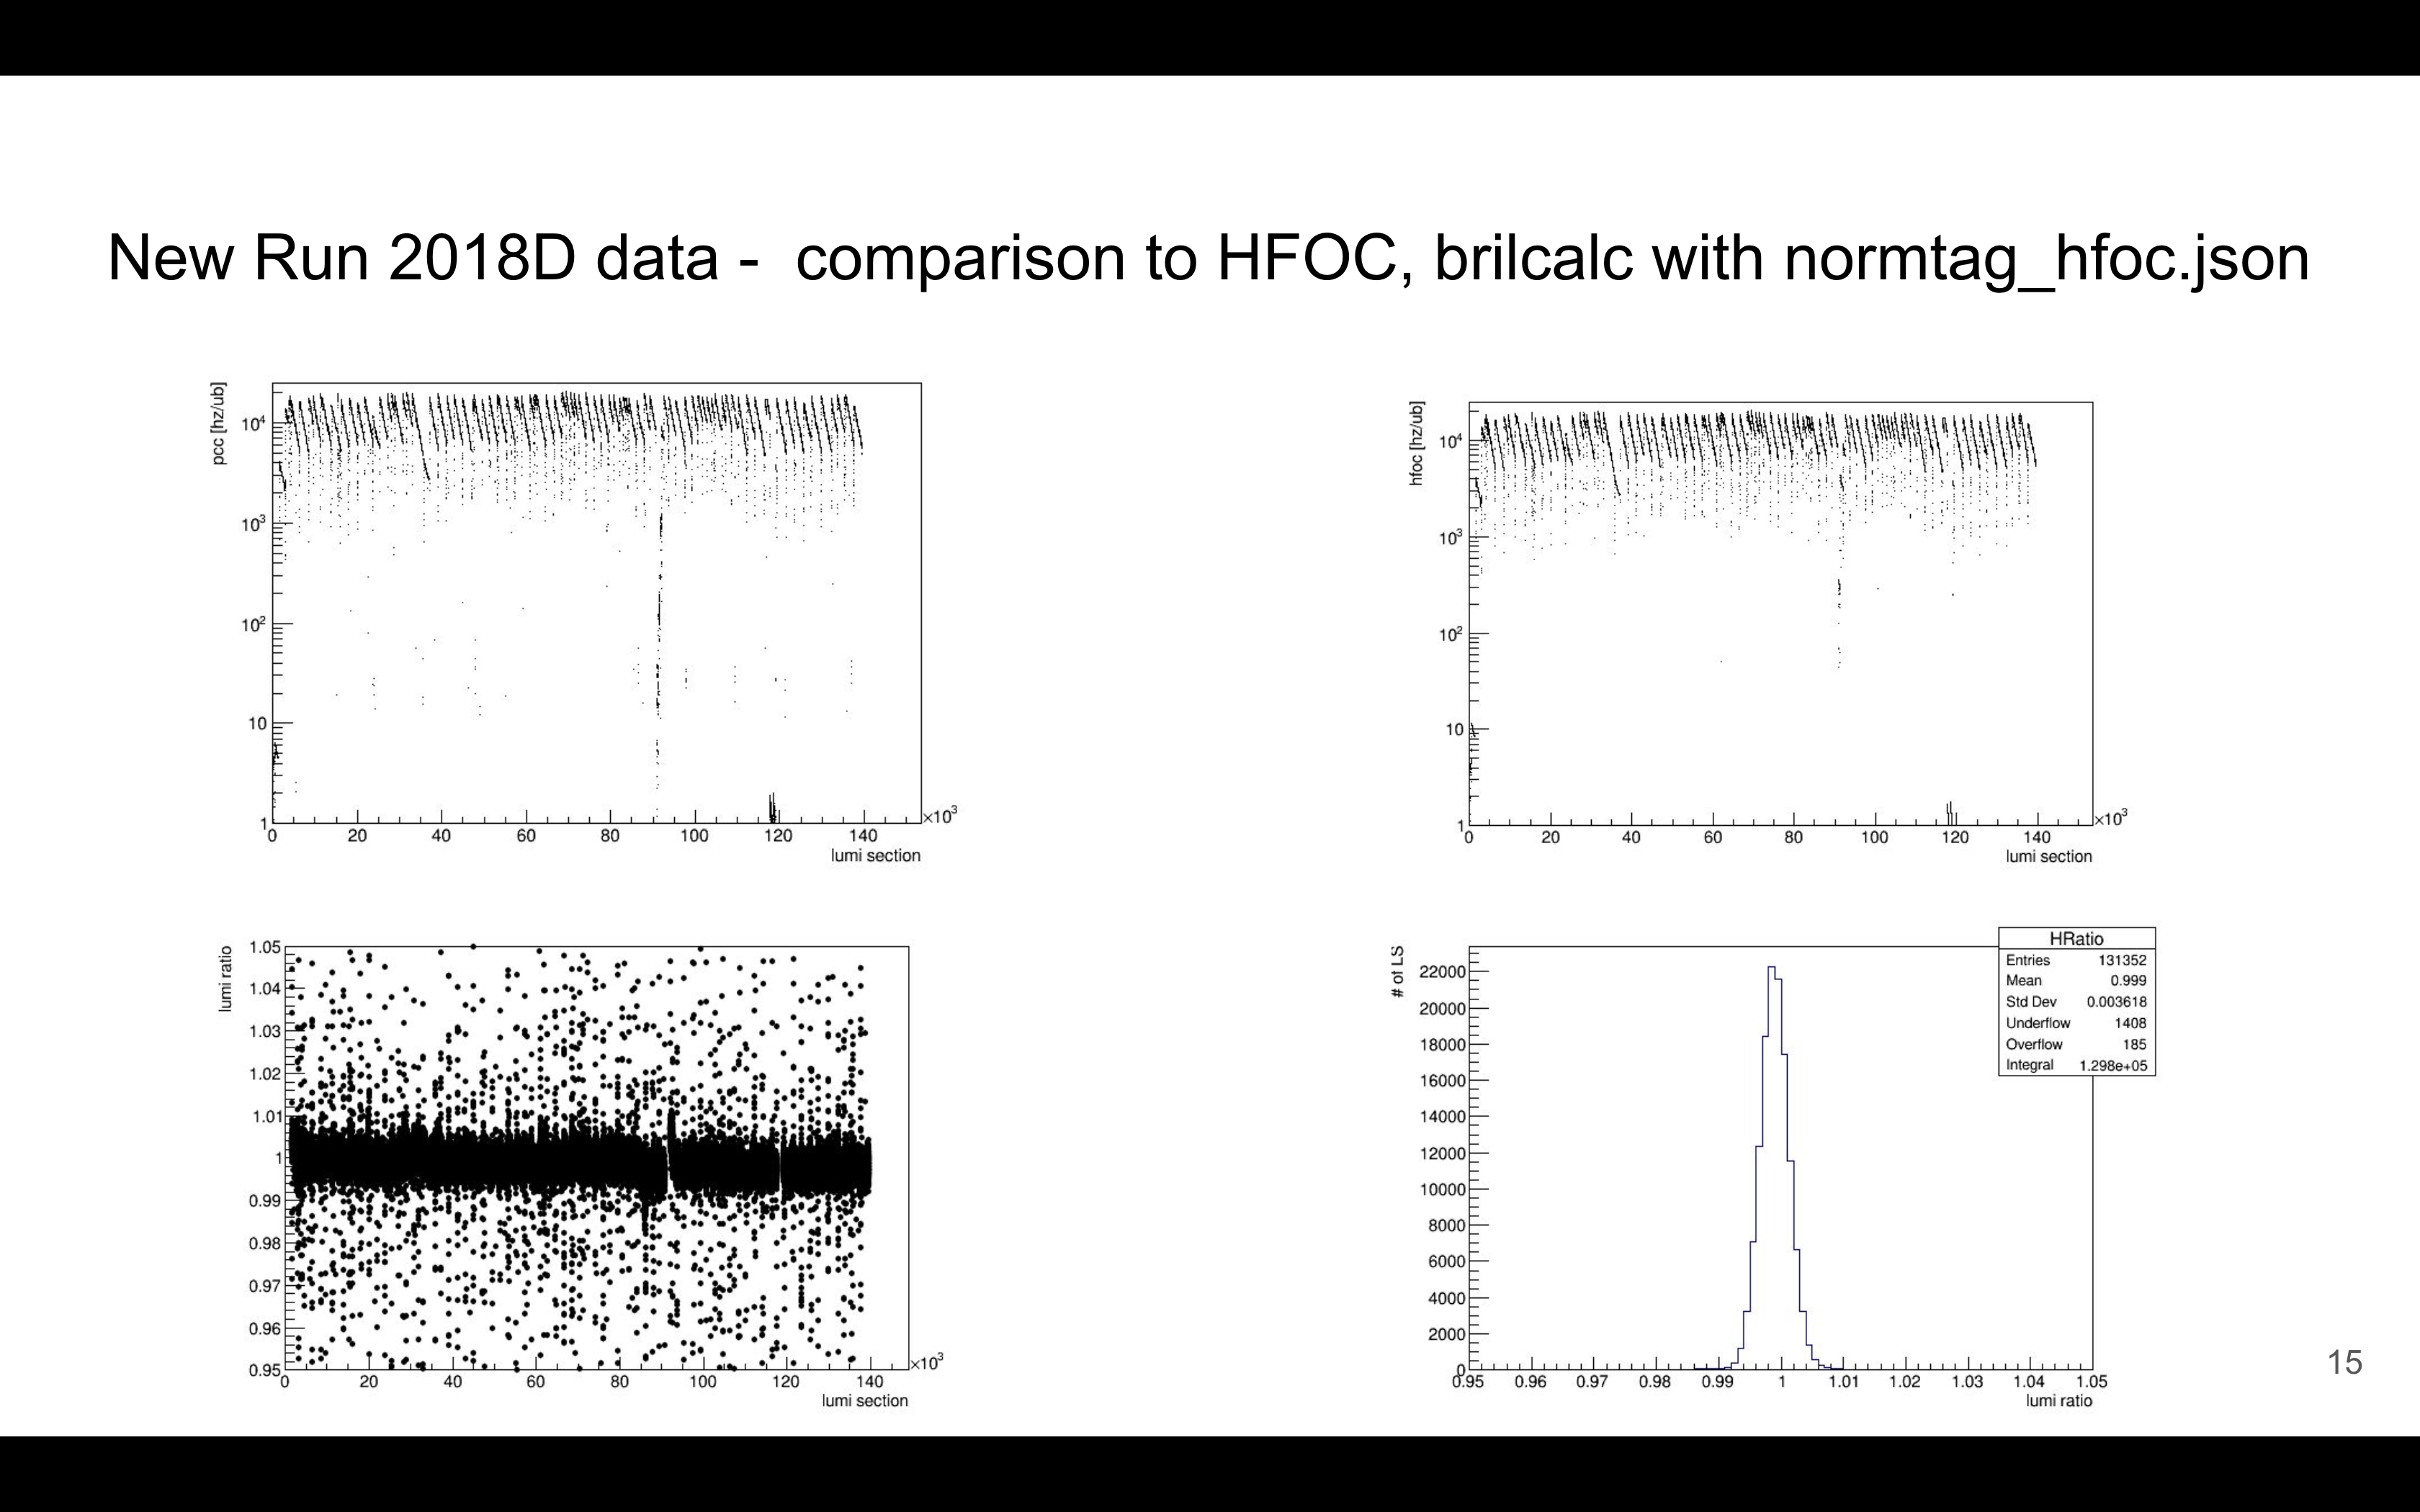 New Run 2018D data -  comparison to HFOC, brilcalc with normtag_hfoc.json
pcc [hz/ub]
10⁴
10³
10²
10
1
0 20 40 60 80 100 120 140
×10³
lumi section
hfoc [hz/ub]
10⁴
10³
10²
10
1
0 20 40 60 80 100 120 140
×10³
lumi section
lumi ratio
1.05
1.04
1.03
1.02
1.01
1
0.99
0.98
0.97
0.96
0.95
0 20 40 60 80 100 120 140
×10³
lumi section
# of LS
22000
20000
18000
16000
14000
12000
10000
8000
6000
4000
2000
0
0.95 0.96 0.97 0.98 0.99 1 1.01 1.02 1.03 1.04 1.05
lumi ratio
HRatio
Entries 131352
Mean 0.999
Std Dev 0.003618
Underflow 1408
Overflow 185
Integral 1.298e+05
15